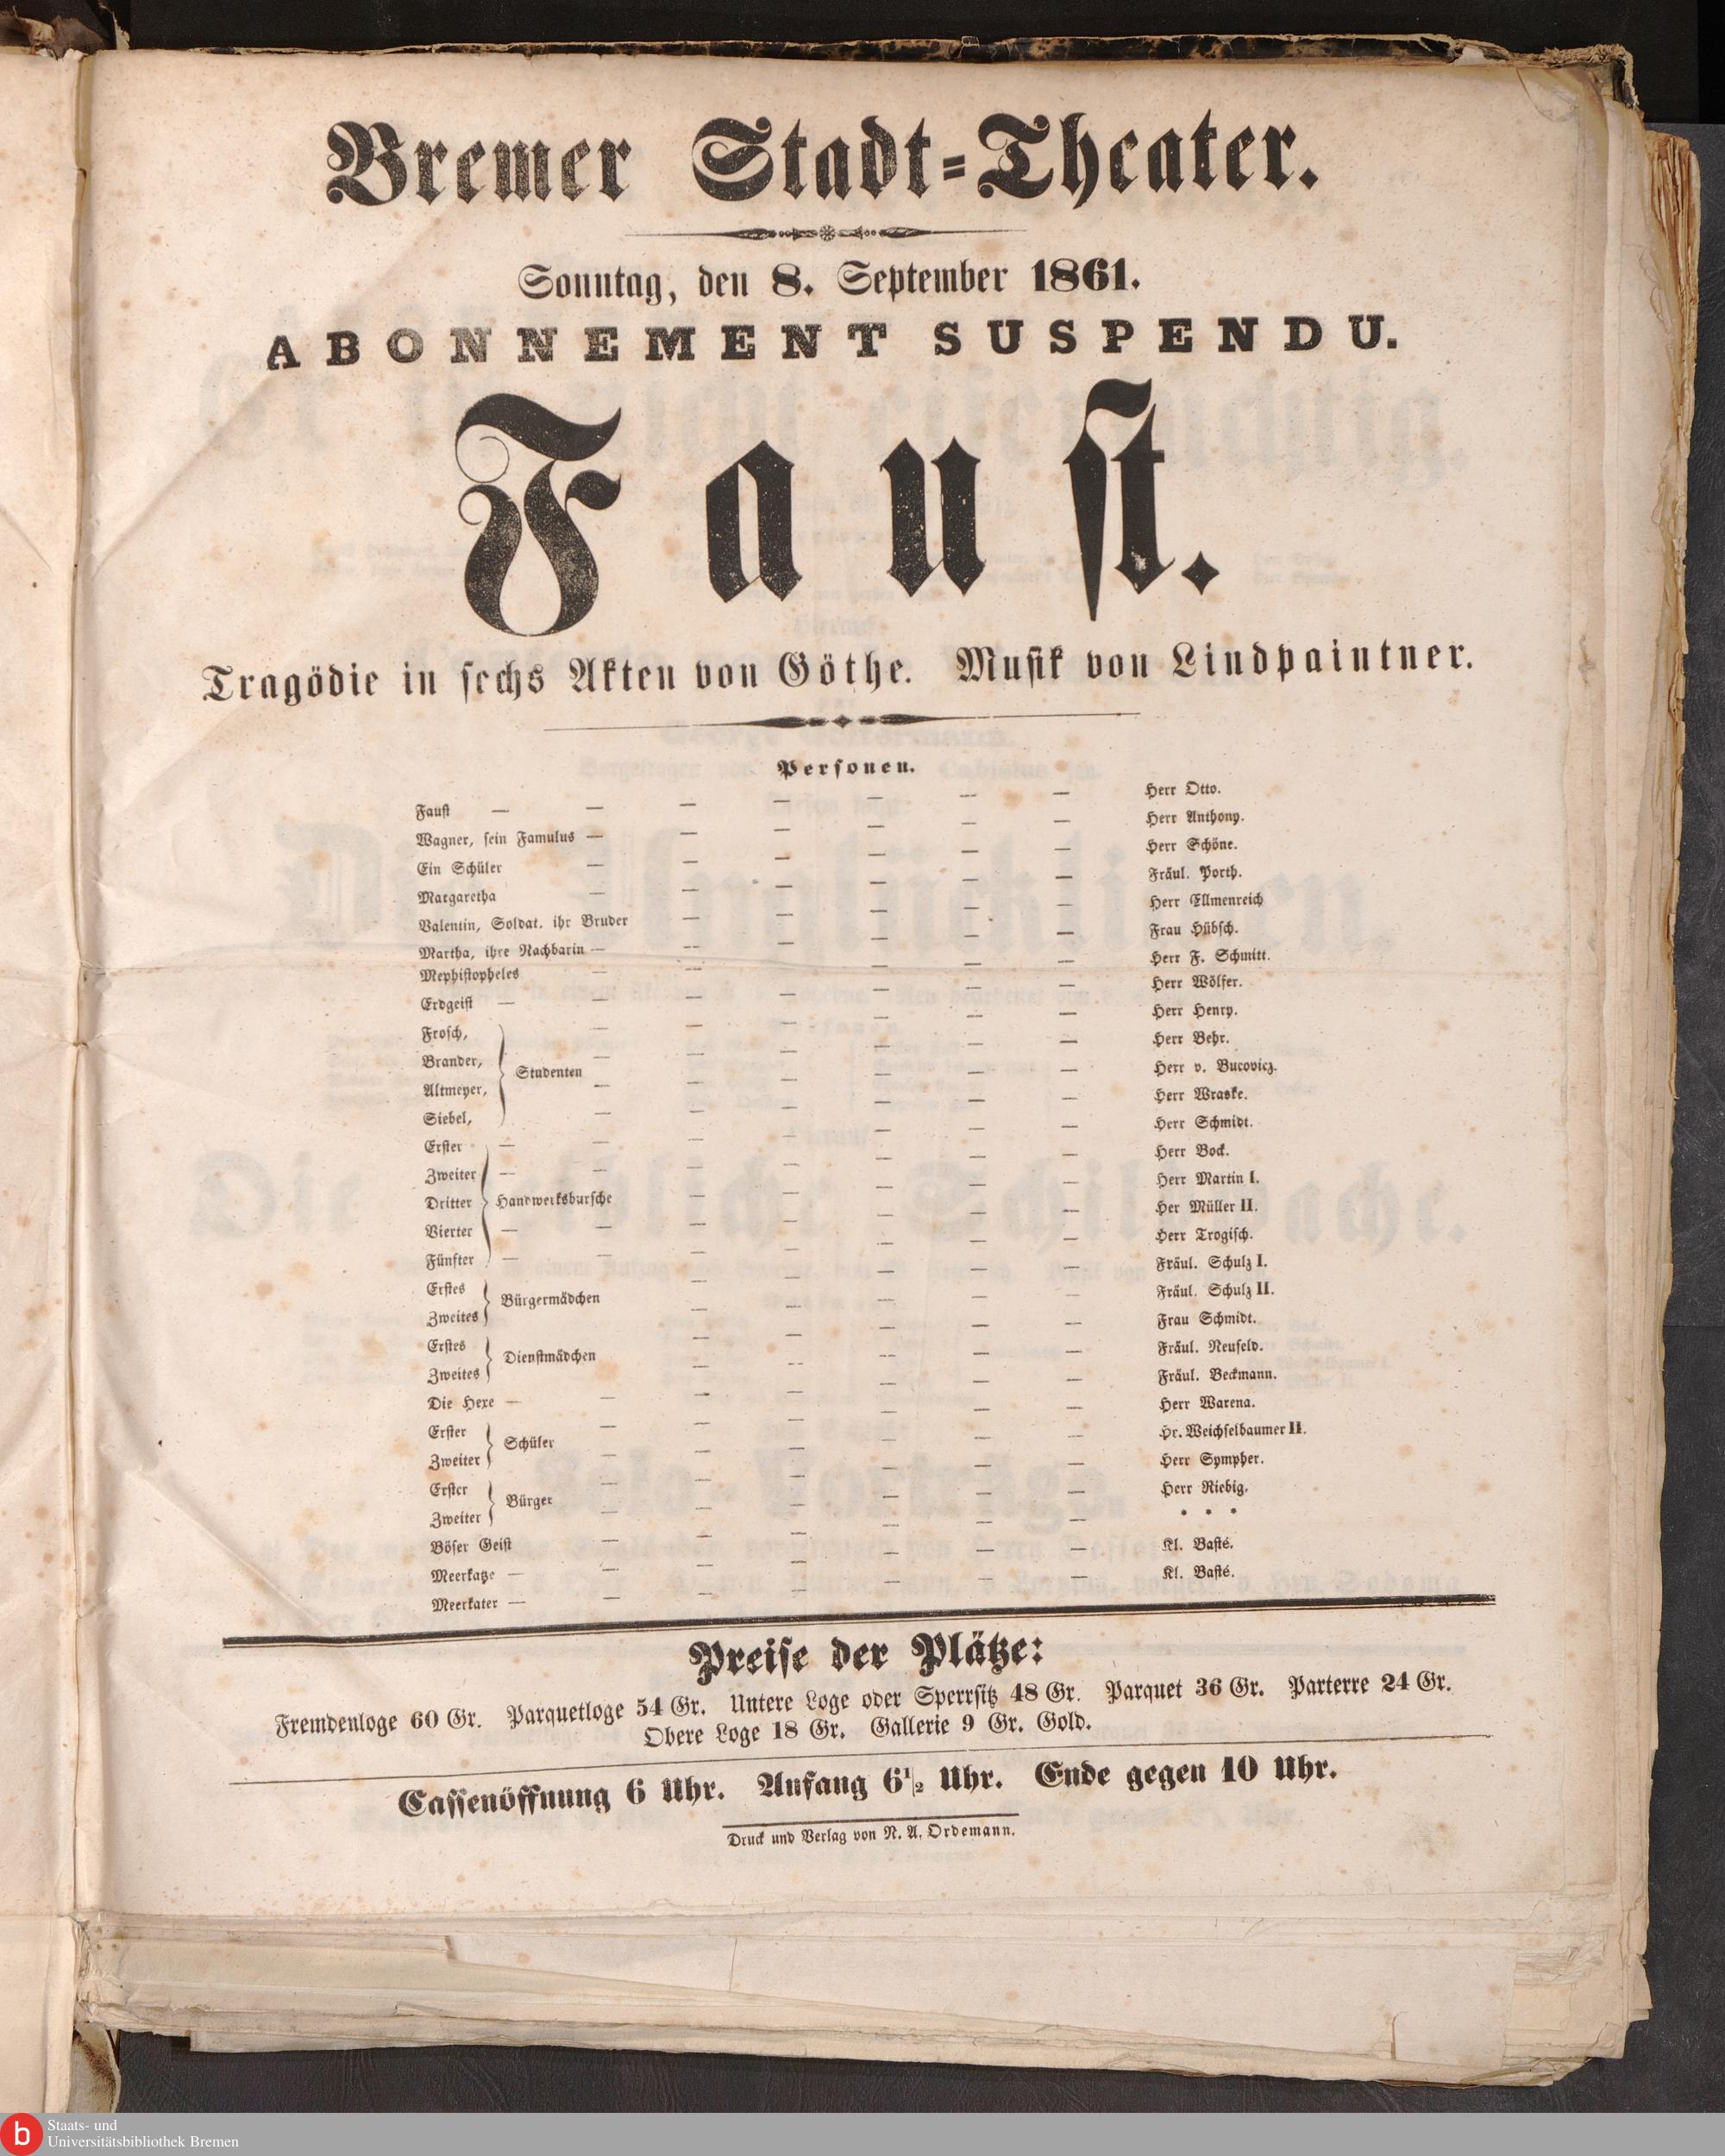 Bremer Stadt-Theater.
Sonntag, den 8. September 1861.
ABONNEMENT SUSPENDU.
Faust.
Tragödie in sechs Akten von Göthe. Musik von Lindpaintner.
Personen.
Faust — — — — — — — Herr Otto.
Wagner, sein Famulus — — — — — — Herr Anthony.
Ein Schüler — — — — — — Herr Schöne.
Margaretha — — — — — — Fräul. Porth.
Valentin, Soldat. ihr Bruder — — — — — Herr Ellmenreich
Martha, ihre Nachbarin — — — — — — Frau Hübsch.
Mephistopheles — — — — — Herr F. Schmitt.
Erdgeist — — — — — — — Herr Wölfer.
Frosch, — — — — — — Herr Henry.
Brander, — — — — — — Herr Behr.
Studenten
Altmeyer, — — — — — — Herr v. Bucovicz.
Siebel, — — — — — — Herr Wraske.
Erster — — — — — — — Herr Schmidt.
Zweiter — — — — — — — Herr Bock.
Dritter Handwerksbursche — — — — — Herr Martin I.
Vierter — — — — — — — Her Müller II.
Fünfter — — — — — — — Herr Trogisch.
Erstes — — — — — Fräul. Schulz I.
Bürgermädchen
Zweites — — — — — Fräul. Schulz II.
Erstes — — — — — Frau Schmidt.
Dienstmädchen
Zweites — — — — — Fräul. Neufeld.
Die Hexe — — — — — — — Fräul. Beckmann.
Erster — — — — — — Herr Warena.
Schüler
Zweiter — — — — — — Hr. Weichselbaumer II.
Erster — — — — — — Herr Sympher.
Bürger
Zweiter — — — — — — Herr Riebig.
Böser Geist — — — — — — * * *
Meerkatze — — — — — — — Kl. Basté.
Meerkater — — — — — — — Kl. Basté.
Preise der Plätze:
Fremdenloge 60 Gr. Parquetloge 54 Gr. Untere Loge oder Sperrsitz 48 Gr. Parquet 36 Gr. Parterre 24 Gr.
Obere Loge 18 Gr. Gallerie 9 Gr. Gold.
Cassenöffnung 6 Uhr. Anfang 6 1/2 Uhr. Ende gegen 10 Uhr.
Druck und Verlag von N. A. Ordemann.
b Staats- und
Universitätsbibliothek Bremen